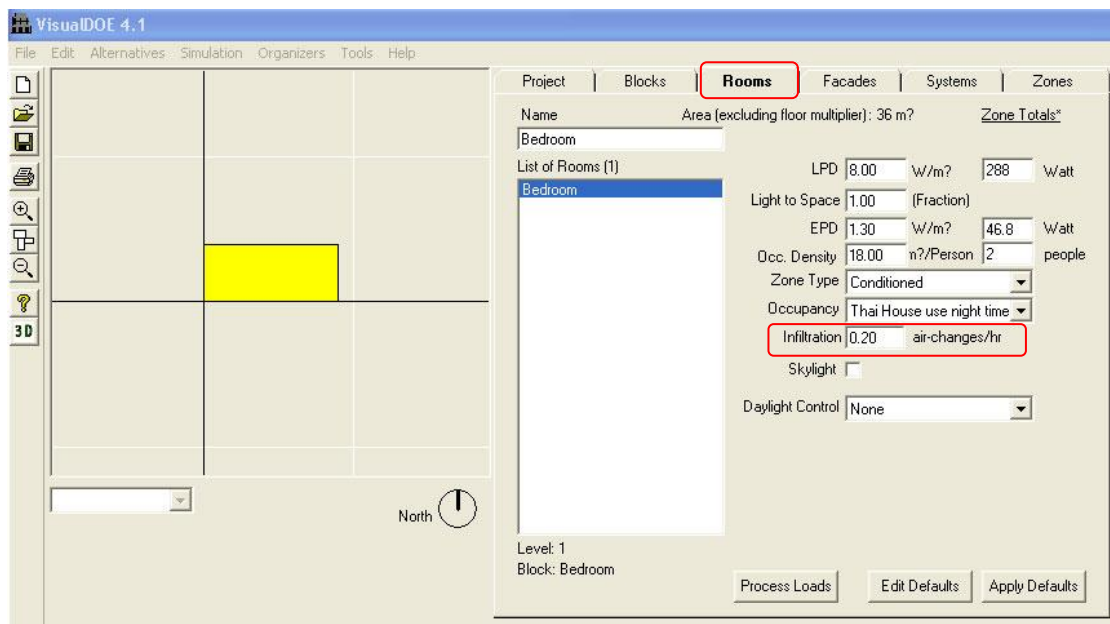 VisualDOE 4.1
File Edit Alternatives Simulation Organizers Tools Help
Project Blocks Rooms Facades Systems Zones
Name Area (excluding floor multiplier): 36 m? Zone Totals*
Bedroom
List of Rooms (1)
Bedroom
LPD 8.00 W/m? 288 Watt
Light to Space 1.00 (Fraction)
EPD 1.30 W/m? 46.8 Watt
Occ. Density 18.00 n?/Person 2 people
Zone Type Conditioned
Occupancy Thai House use night time
Infiltration 0.20 air-changes/hr
Skylight
Daylight Control None
3D
North
Level: 1
Block: Bedroom
Process Loads Edit Defaults Apply Defaults